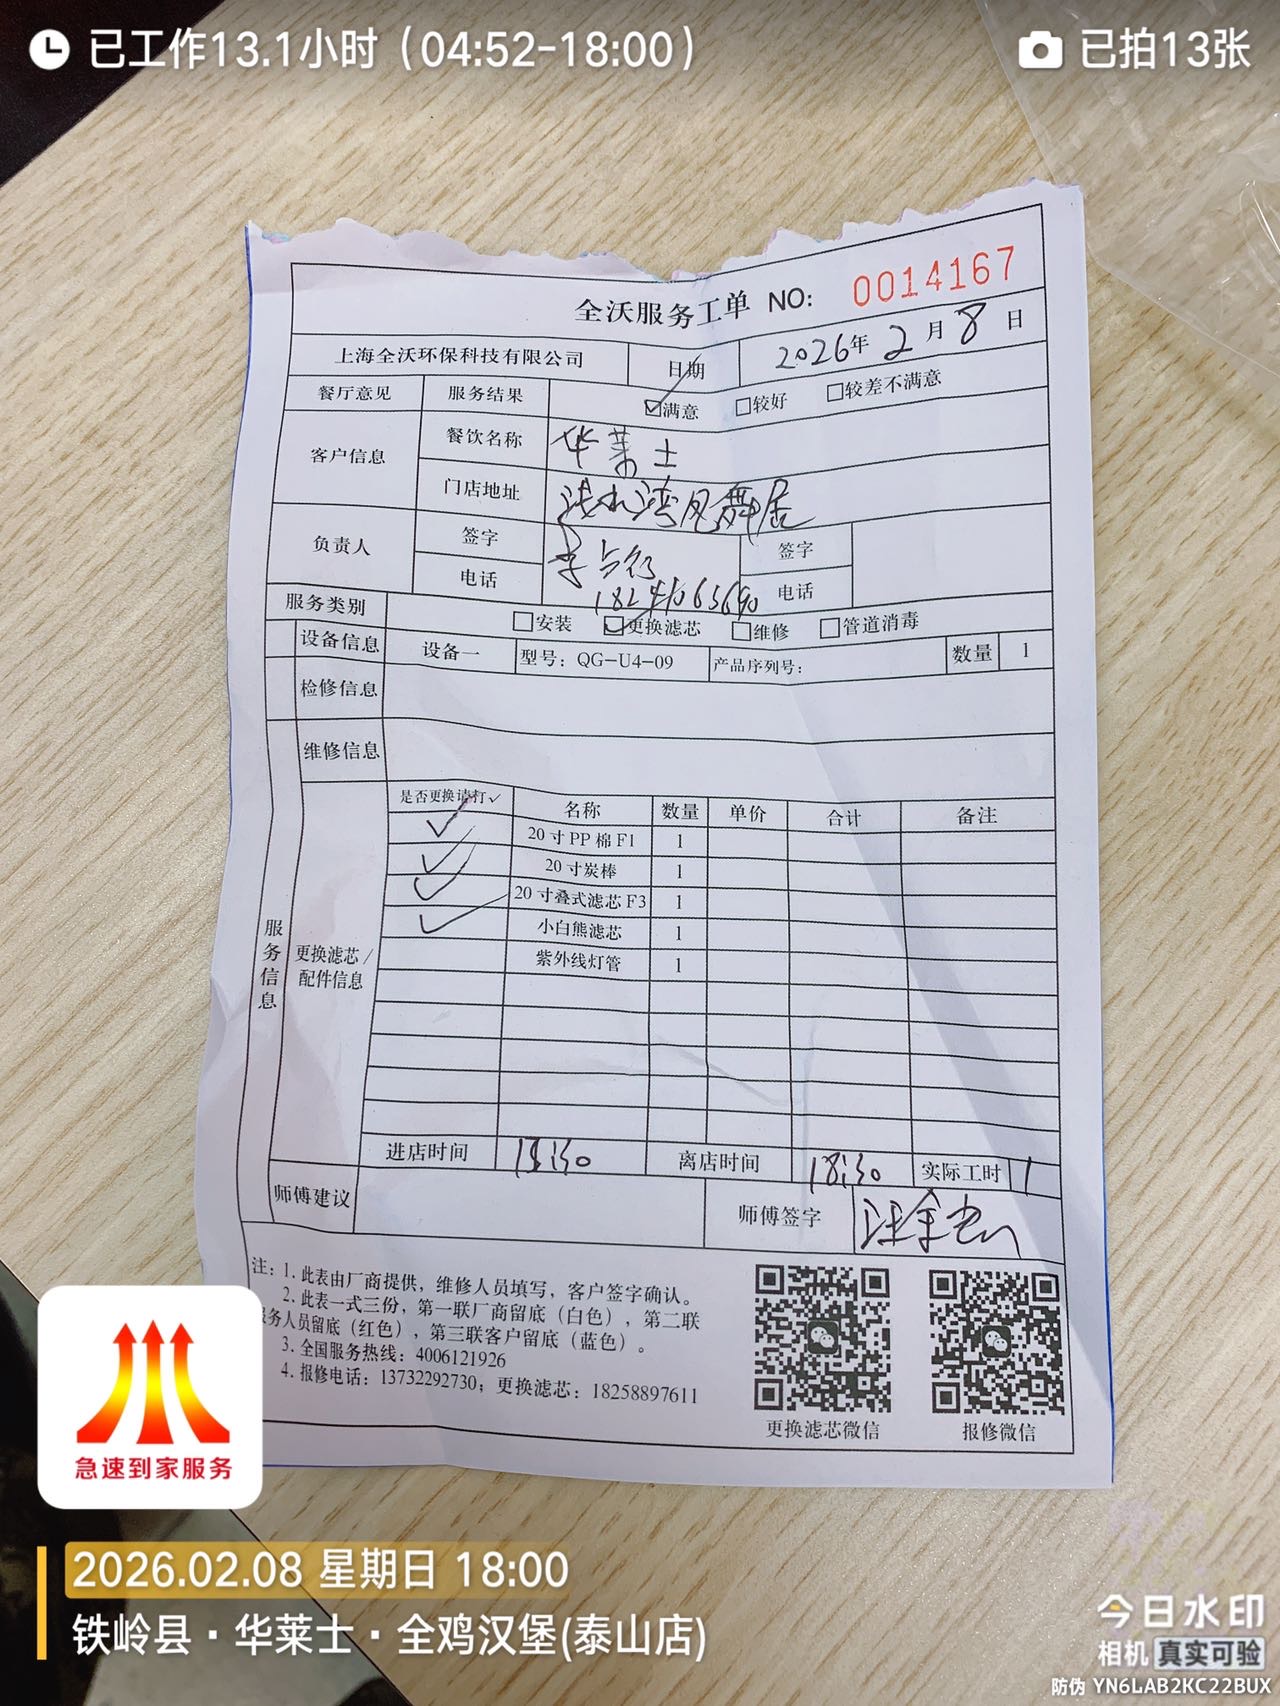 已工作13.1小时（04:52-18:00） 已拍13张
全沃服务工单 NO: 0014167
上海全沃环保科技有限公司 日期 2026年2月8日
餐厅意见 服务结果 ☑满意 □较好 □较差不满意
客户信息 餐饮名称 华莱士
门店地址
负责人 签字 签字
电话 电话
服务类别 □安装 ☑更换滤芯 □维修 □管道消毒
设备信息 设备一 型号：QG-U4-09 产品序列号： 数量 1
检修信息
维修信息
服务信息
更换滤芯/配件信息
是否更换请打✓ 名称 数量 单价 合计 备注
✓ 20寸PP棉F1 1
✓ 20寸炭棒 1
✓ 20寸叠式滤芯F3 1
✓ 小白熊滤芯 1
紫外线灯管 1
进店时间 离店时间 18:30 实际工时 1
师傅建议 师傅签字
注：1. 此表由厂商提供，维修人员填写，客户签字确认。
2. 此表一式三份，第一联厂商留底（白色），第二联
服务人员留底（红色），第三联客户留底（蓝色）。
3. 全国服务热线：4006121926
4. 报修电话：13732292730；更换滤芯：18258897611
更换滤芯微信 报修微信
急速到家服务
2026.02.08 星期日 18:00
铁岭县·华莱士·全鸡汉堡(泰山店)
今日水印
相机 真实可验
防伪 YN6LAB2KC22BUX